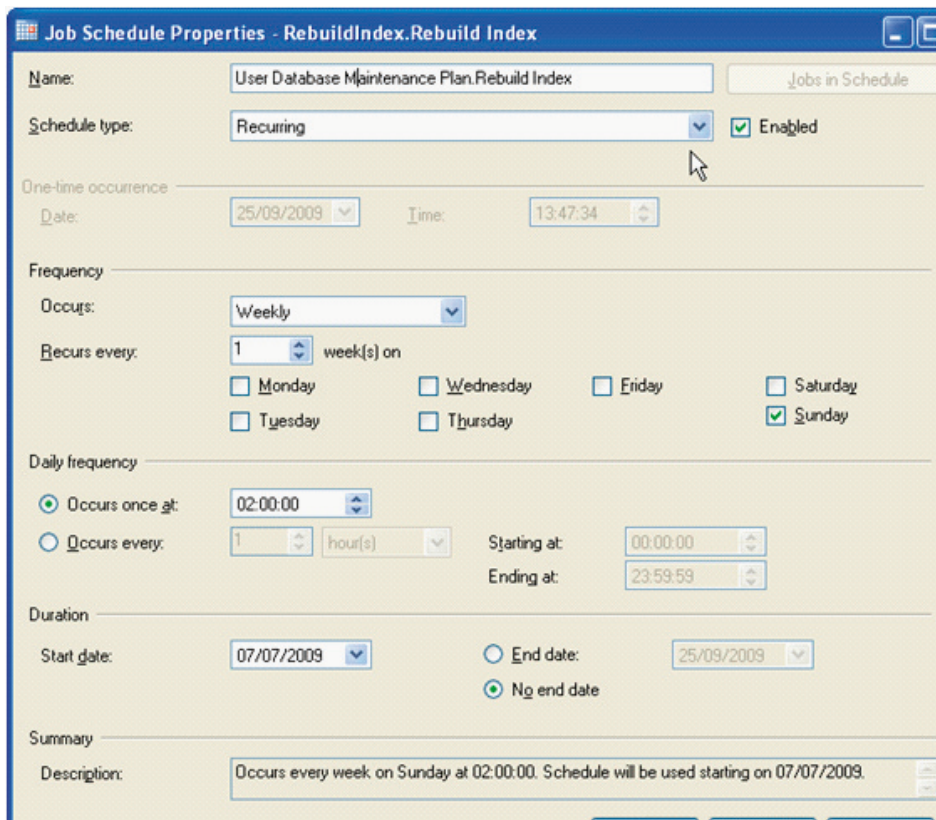 Job Schedule Properties - RebuildIndex.Rebuild Index
Name: User Database Maintenance Plan.Rebuild Index Jobs in Schedule
Schedule type: Recurring Enabled
One-time occurrence
Date: 25/09/2009 Time: 13:47:34
Frequency
Occurs: Weekly
Recurs every: 1 week(s) on
Monday Wednesday Friday Saturday
Tuesday Thursday Sunday
Daily frequency
Occurs once at: 02:00:00
Occurs every: 1 hour(s) Starting at: 00:00:00
Ending at: 23:59:59
Duration
Start date: 07/07/2009 End date: 25/09/2009
No end date
Summary
Description: Occurs every week on Sunday at 02:00:00. Schedule will be used starting on 07/07/2009.